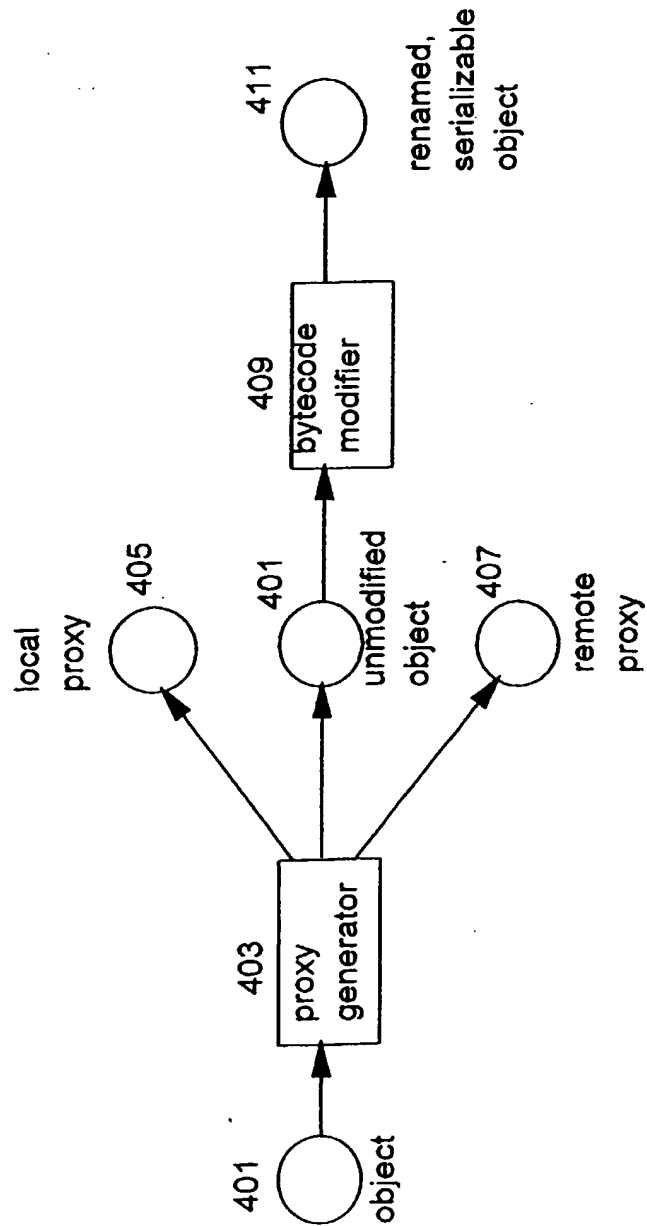 401
object
403
proxy
generator
local
proxy
405
401
unmodified
object
407
remote
proxy
409
bytecode
modifier
411
renamed,
serializable
object